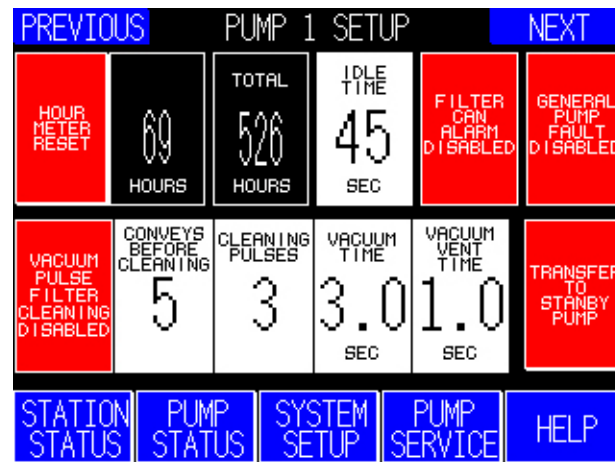 PREVIOUS
PUMP 1 SETUP
NEXT
HOUR
METER
RESET
69
HOURS
TOTAL
526
HOURS
IDLE
TIME
45
SEC
FILTER
CAN
ALARM
DISABLED
GENERAL
PUMP
FAULT
DISABLED
VACUUM
PULSE
FILTER
CLEANING
DISABLED
CONVEYS
BEFORE
CLEANING
5
CLEANING
PULSES
3
VACUUM
TIME
3.0
SEC
VACUUM
VENT
TIME
1.0
SEC
TRANSFER
TO
STANBY
PUMP
STATION
STATUS
PUMP
STATUS
SYSTEM
SETUP
PUMP
SERVICE
HELP